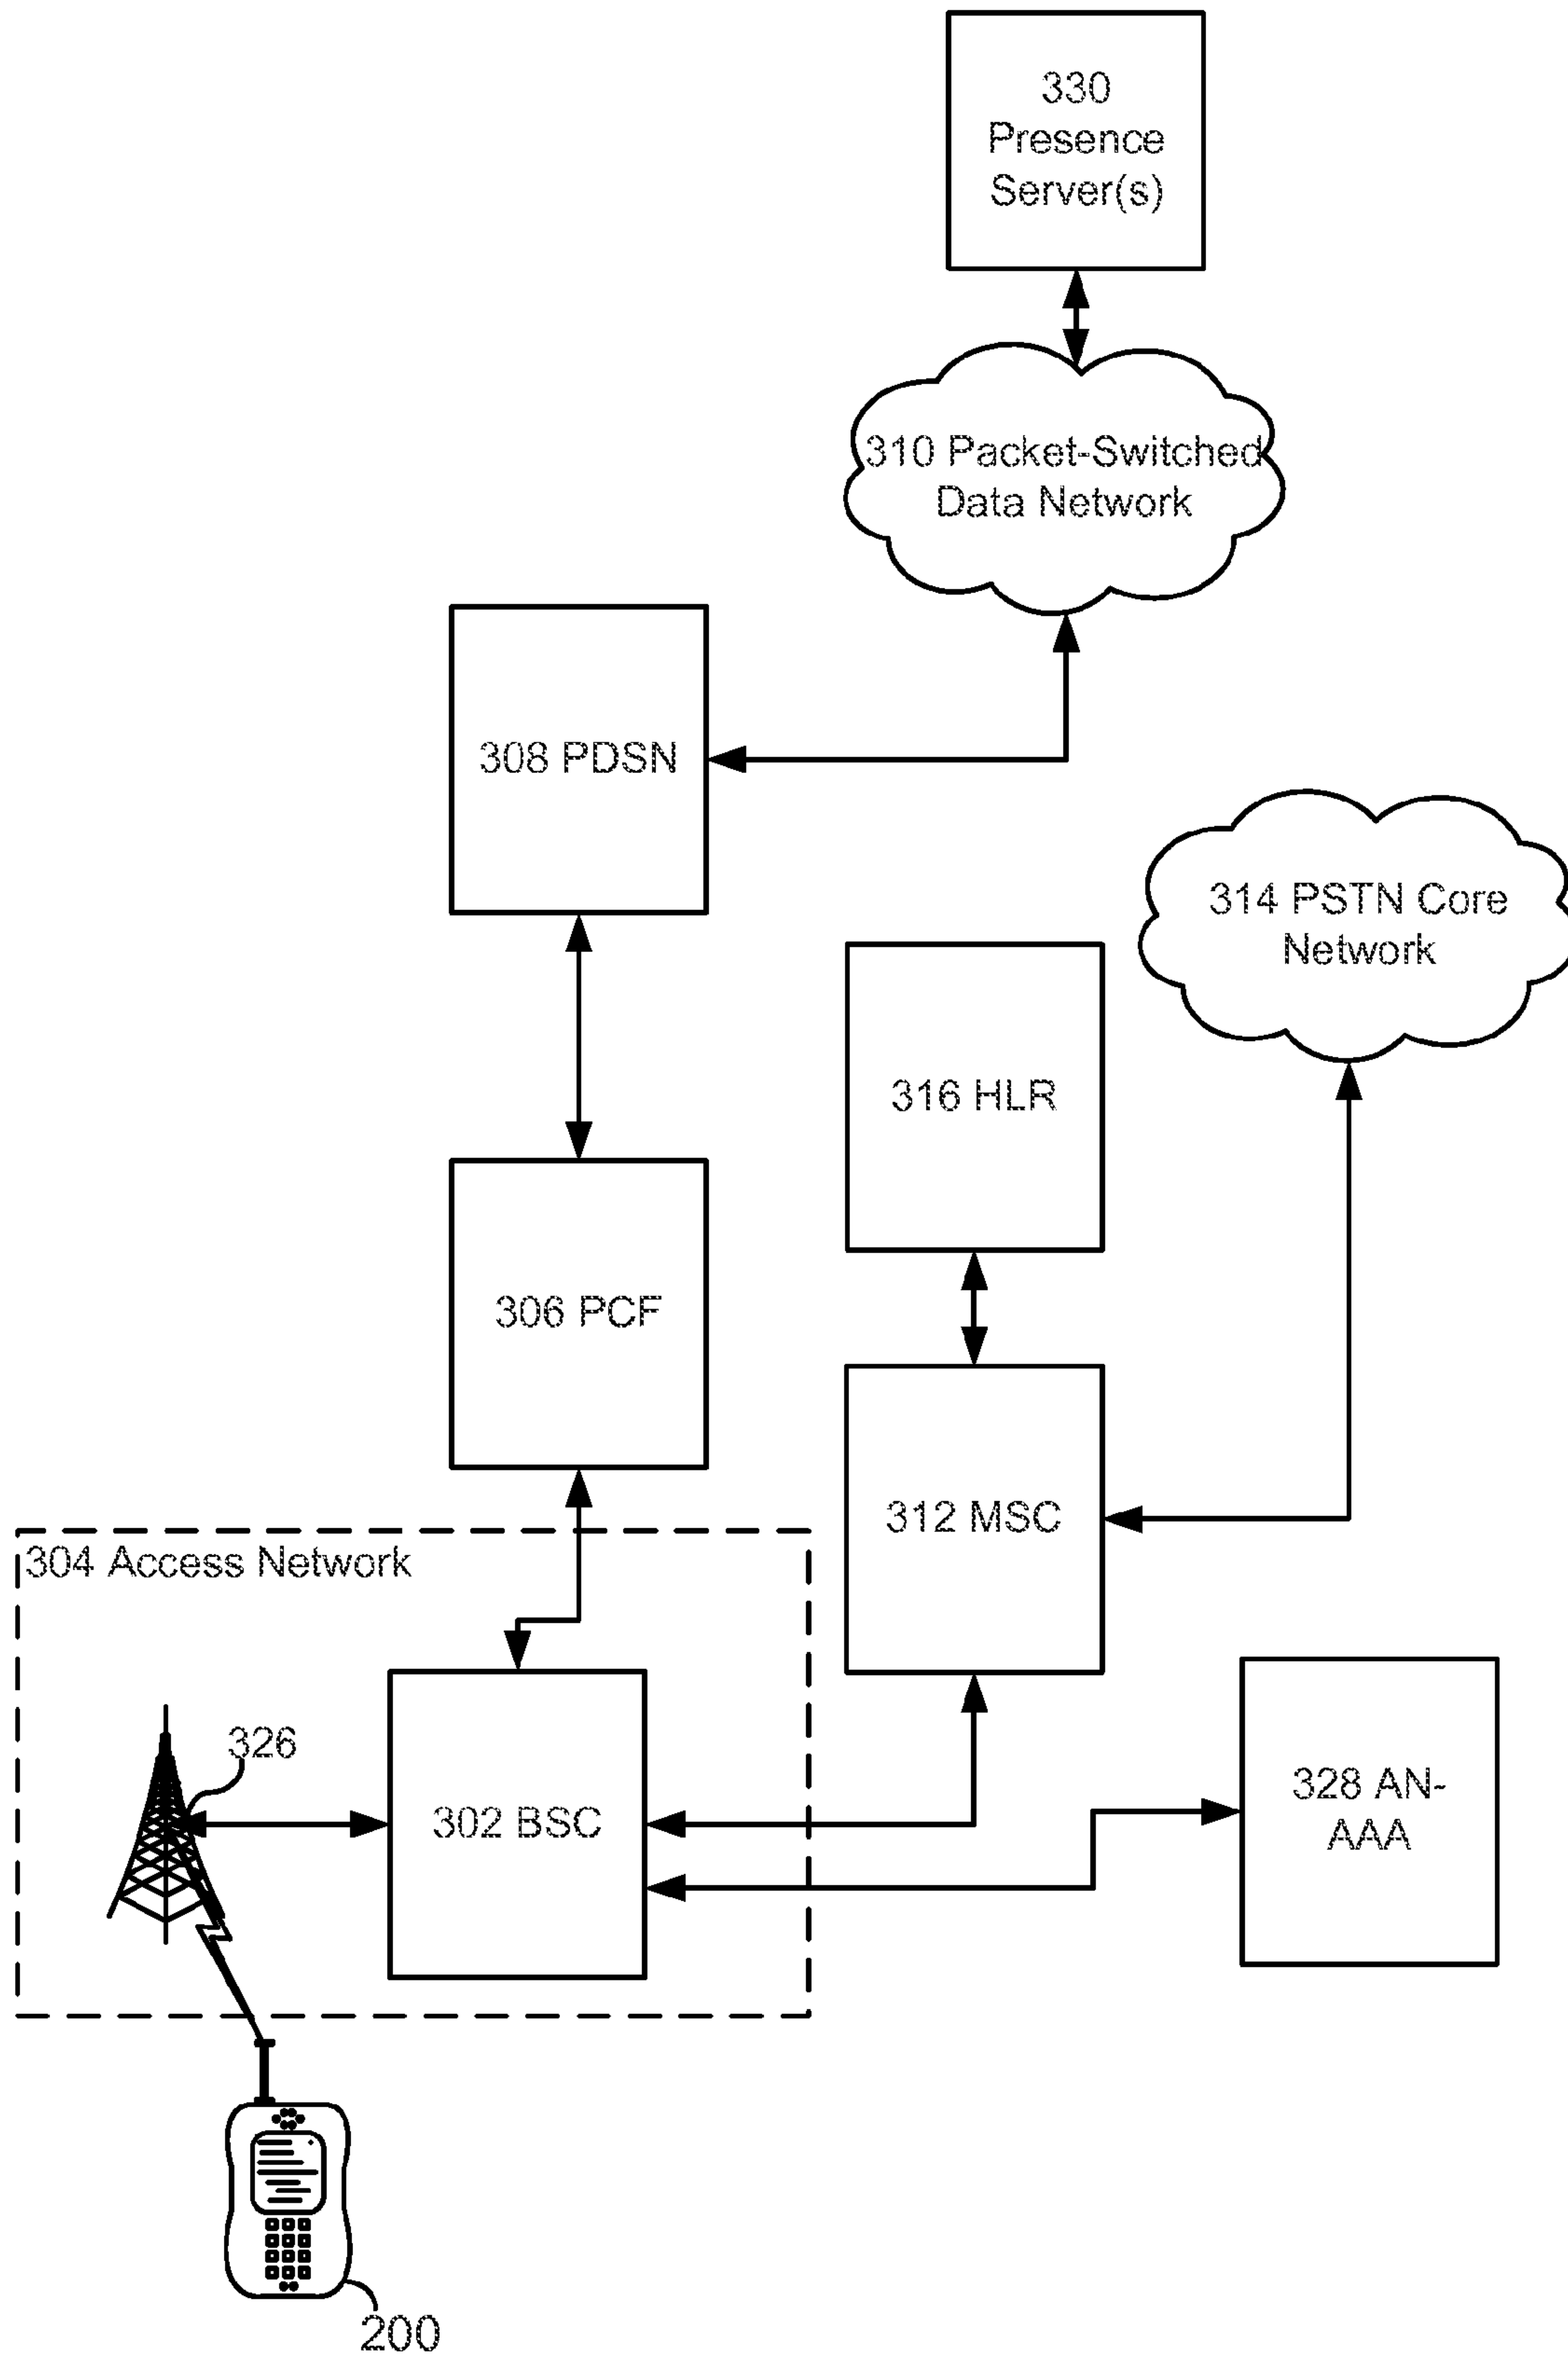 330
Presence
Server(s)
310 Packet-Switched
Data Network
308 PDSN
314 PSTN Core
Network
316 HLR
306 PCF
312 MSC
304 Access Network
326
302 BSC
328 AN-
AAA
200